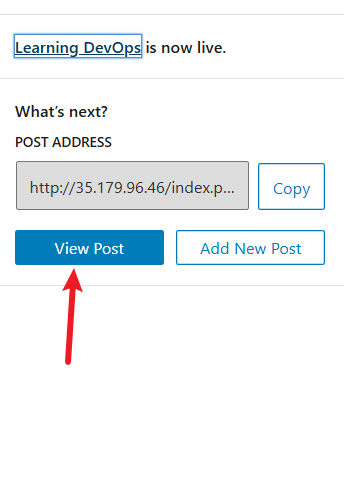 Learning DevOps is now live.
What’s next?
POST ADDRESS
http://35.179.96.46/index.p...
Copy
View Post
Add New Post